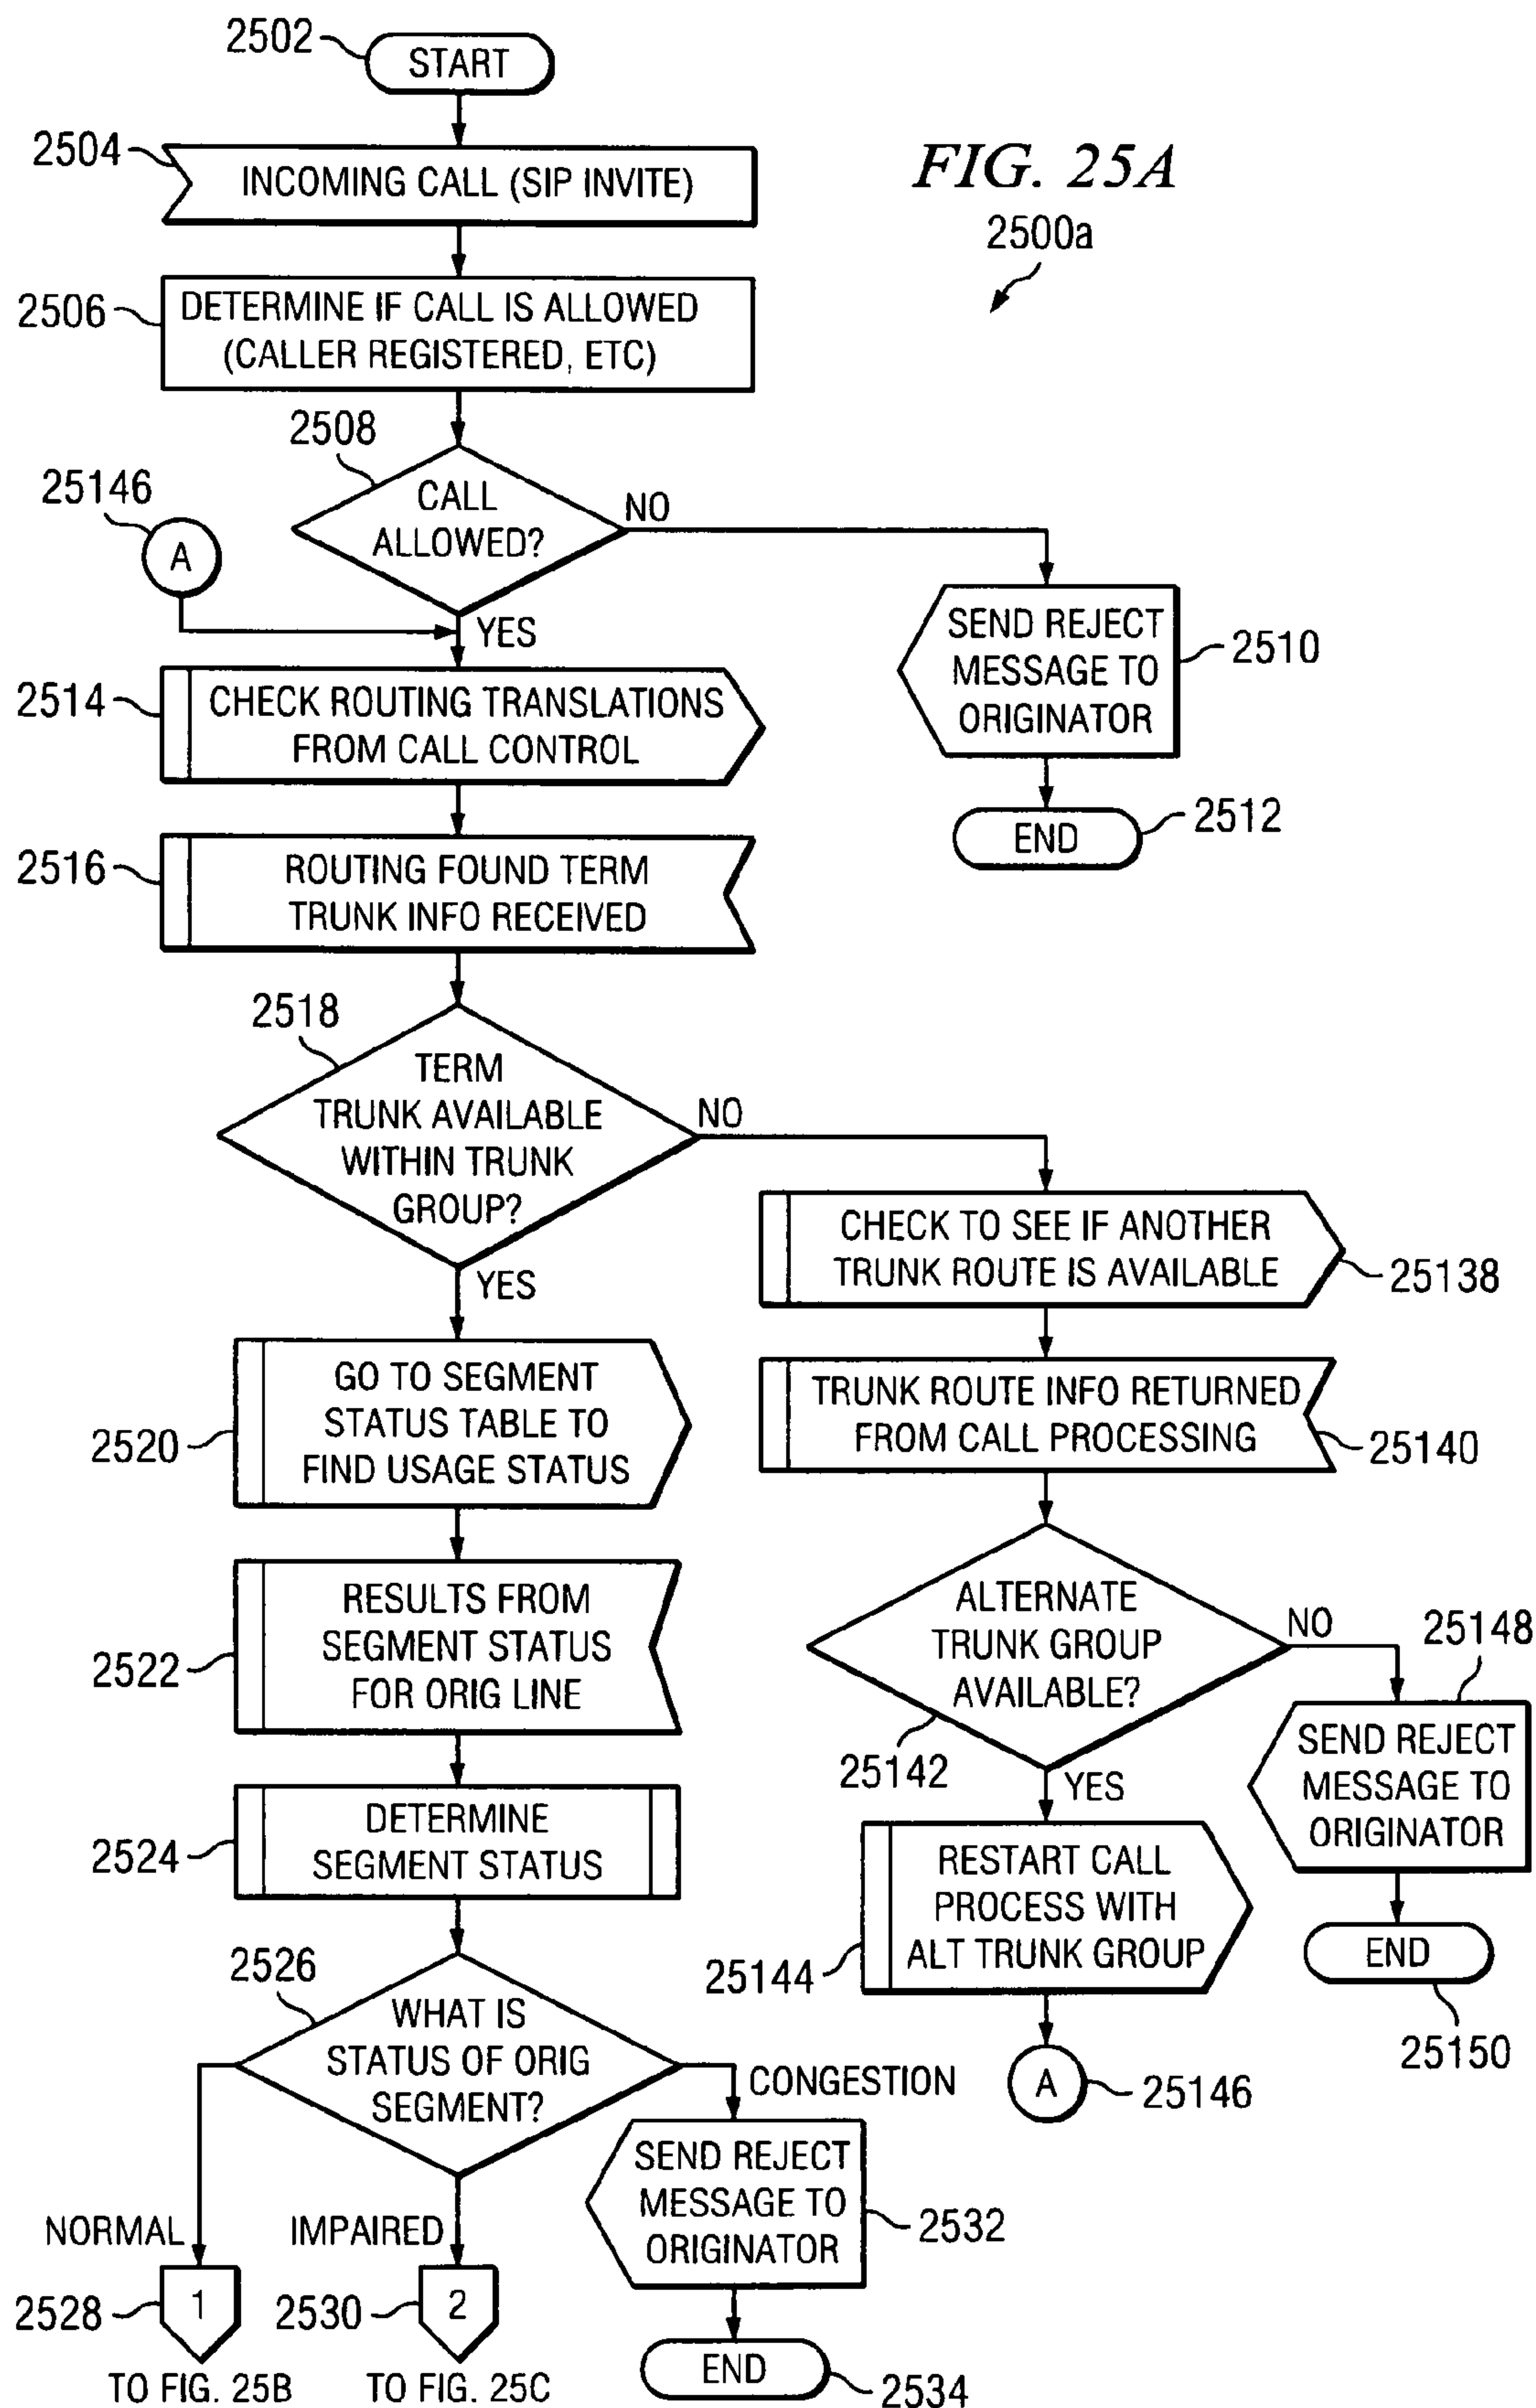 2502
START
2504
INCOMING CALL (SIP INVITE)
FIG. 25A
2500a
2506
DETERMINE IF CALL IS ALLOWED
(CALLER REGISTERED, ETC)
2508
CALL
ALLOWED?
NO
25146
A
YES
SEND REJECT
MESSAGE TO
ORIGINATOR
2510
END
2512
2514
CHECK ROUTING TRANSLATIONS
FROM CALL CONTROL
2516
ROUTING FOUND TERM
TRUNK INFO RECEIVED
2518
TERM
TRUNK AVAILABLE
WITHIN TRUNK
GROUP?
NO
YES
CHECK TO SEE IF ANOTHER
TRUNK ROUTE IS AVAILABLE
25138
TRUNK ROUTE INFO RETURNED
FROM CALL PROCESSING
25140
2520
GO TO SEGMENT
STATUS TABLE TO
FIND USAGE STATUS
2522
RESULTS FROM
SEGMENT STATUS
FOR ORIG LINE
ALTERNATE
TRUNK GROUP
AVAILABLE?
25142
NO
25148
SEND REJECT
MESSAGE TO
ORIGINATOR
END
25150
YES
RESTART CALL
PROCESS WITH
ALT TRUNK GROUP
25144
A
25146
2524
DETERMINE
SEGMENT STATUS
2526
WHAT IS
STATUS OF ORIG
SEGMENT?
CONGESTION
SEND REJECT
MESSAGE TO
ORIGINATOR
2532
END
2534
NORMAL
2528
1
TO FIG. 25B
IMPAIRED
2530
2
TO FIG. 25C